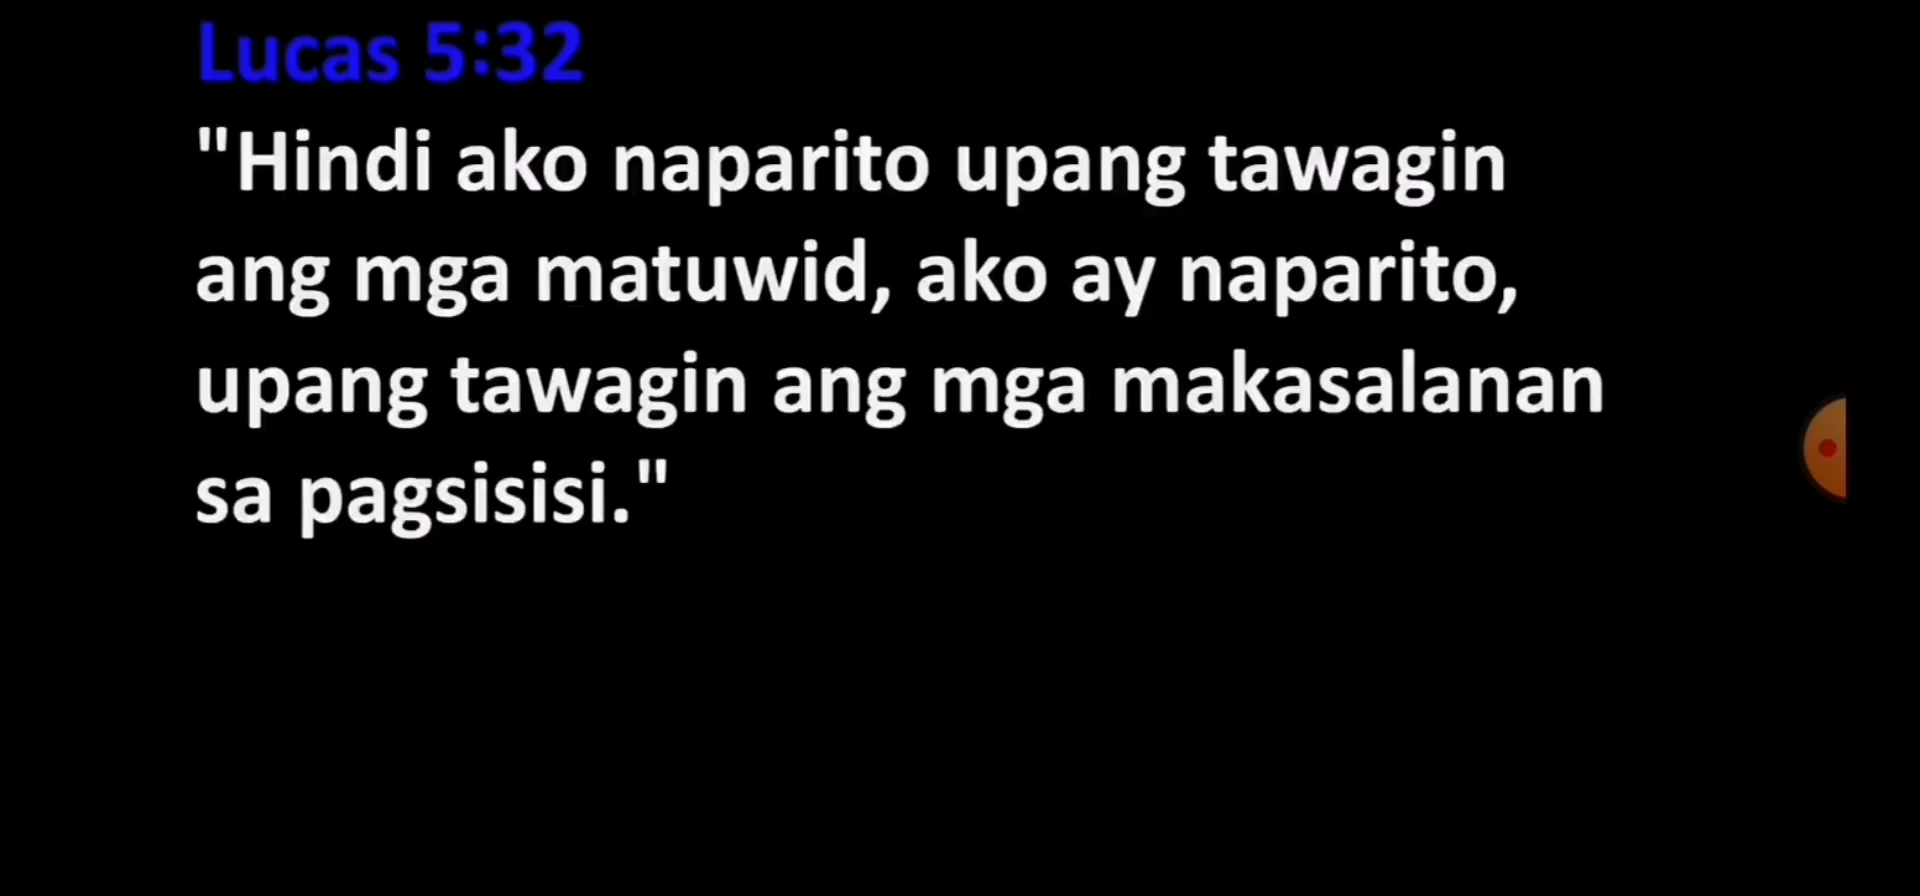 Lucas 5:32
"Hindi ako naparito upang tawagin
ang mga matuwid, ako ay naparito,
upang tawagin ang mga makasalanan
sa pagsisisi."